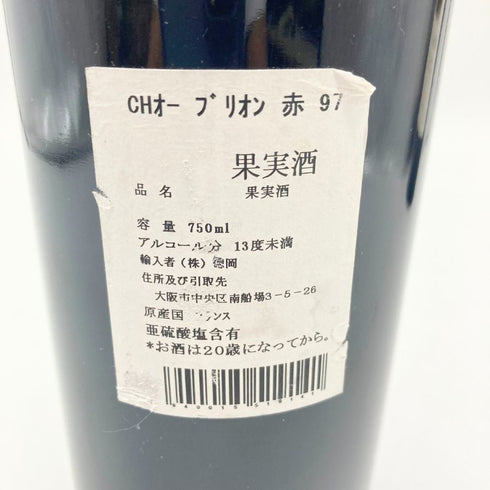 CHオー ブリオン 赤 97
果実酒
品名 果実酒
容量 750ml
アルコール分 13度未満
輸入者(株)徳岡
住所及び引取先
大阪市中央区南船場3-5-26
原産国 ランス
亜硫酸塩含有
*お酒は20歳になってから。